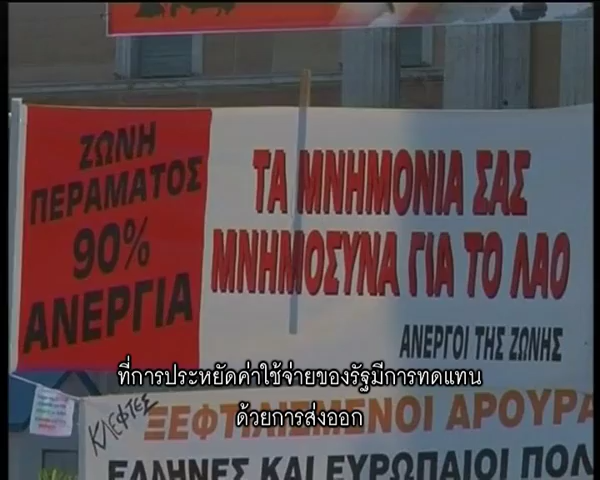 ΖΩΝΗ
ΠΕΡΑΜΑΤΟΣ
90%
ΑΝΕΡΓΙΑ
ΤΑ ΜΝΗΜΟΝΙΑ ΣΑΣ
ΜΝΗΜΟΣΥΝΑ ΓΙΑ ΤΟ ΛΑΟ
ΑΝΕΡΓΟΙ ΤΗΣ ΖΩΝΗΣ
ที่การประหยัดค่าใช้จ่ายของรัฐมีการทดแทน
ด้วยการส่งออก
ΚΛΕΦΤΕΣ
ΞΕΦΤΙΛΙΣΜΕΝΟΙ ΑΡΟΥΡΑ
ΕΛΛΗΝΕΣ ΚΑΙ ΕΥΡΩΠΑΙΟΙ ΠΟΛ